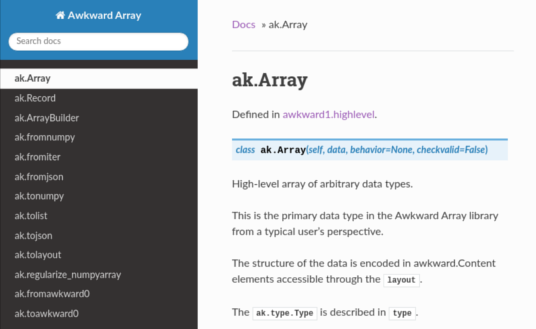 Awkward Array
Search docs
ak.Array
ak.Record
ak.ArrayBuilder
ak.fromnumpy
ak.fromiter
ak.fromjson
ak.tonumpy
ak.tolist
ak.tojson
ak.tolayout
ak.regularize_numpyarray
ak.fromawkward0
ak.toawkward0
Docs » ak.Array
ak.Array
Defined in awkward1.highlevel.
class ak.Array(self, data, behavior=None, checkvalid=False)
High-level array of arbitrary data types.
This is the primary data type in the Awkward Array library
from a typical user's perspective.
The structure of the data is encoded in awkward.Content
elements accessible through the layout.
The ak.type.Type is described in type.